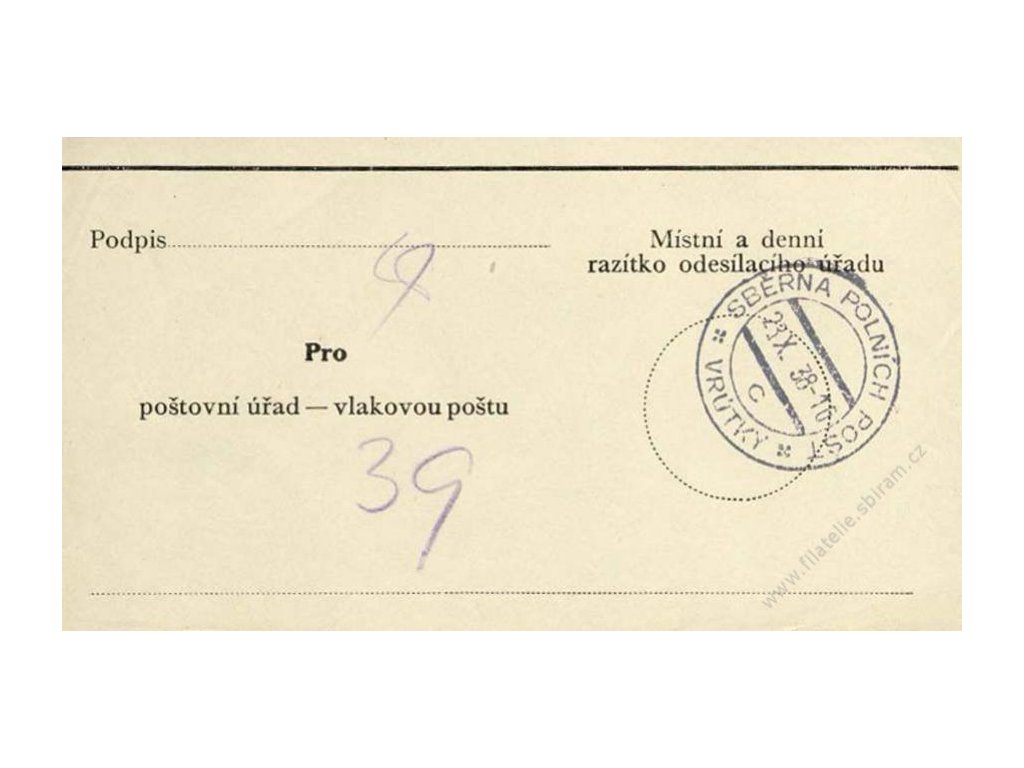 Podpis
Místní a denní
razítko odesílacího úřadu
SBĚRNA POLNÍCH POŠT
VRÚTKY
23.X. 38-16
C
Pro
poštovní úřad — vlakovou poštu
39
www.filatelie.sbiram.cz